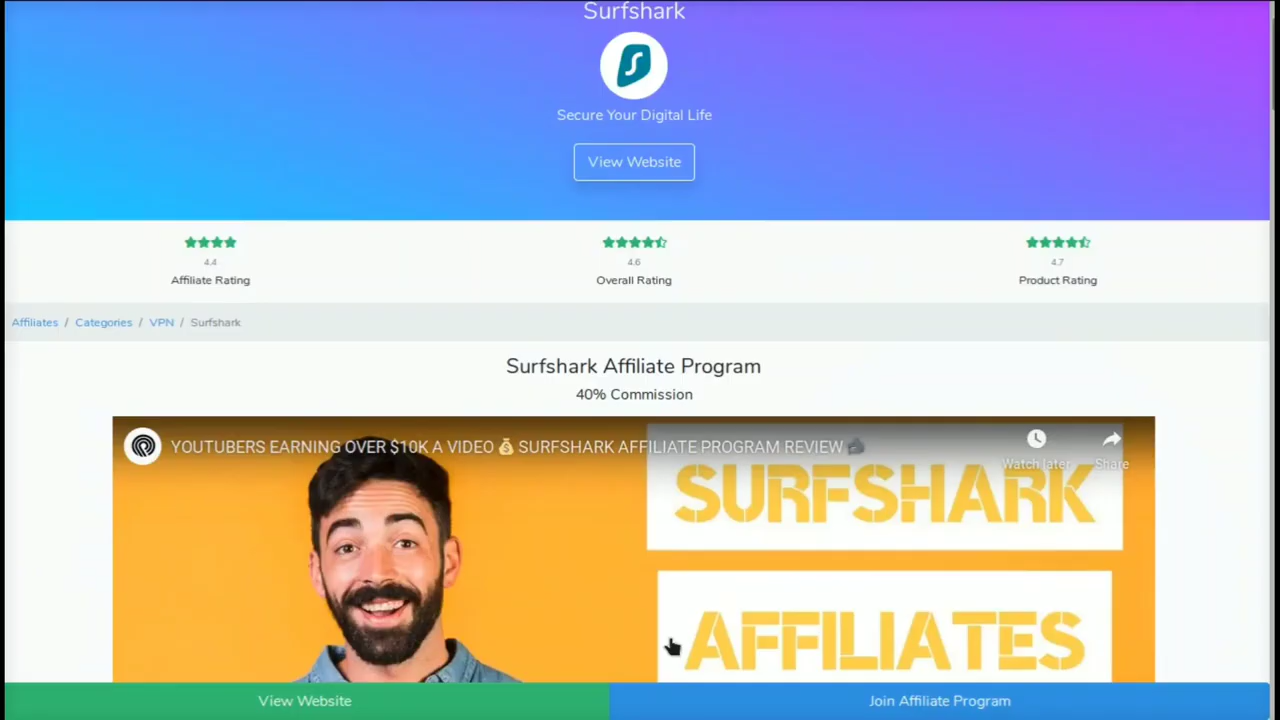 Surfshark
Secure Your Digital Life
View Website
4.4
Affiliate Rating
4.6
Overall Rating
4.7
Product Rating
Affiliates / Categories / VPN / Surfshark
Surfshark Affiliate Program
40% Commission
YOUTUBERS EARNING OVER $10K A VIDEO 💰 SURFSHARK AFFILIATE PROGRAM REVIEW
Watch later
Share
SURFSHARK
AFFILIATES
View Website
Join Affiliate Program